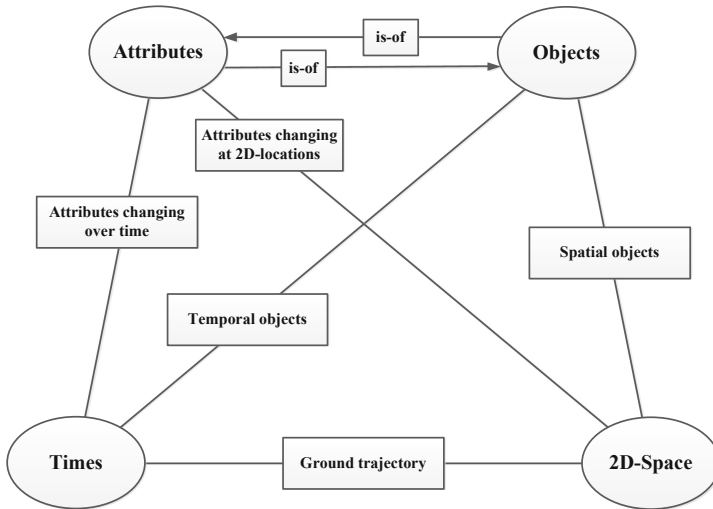 is-of
Attributes
Objects
is-of
Attributes changing
at 2D-locations
Attributes changing
over time
Spatial objects
Temporal objects
Times
Ground trajectory
2D-Space